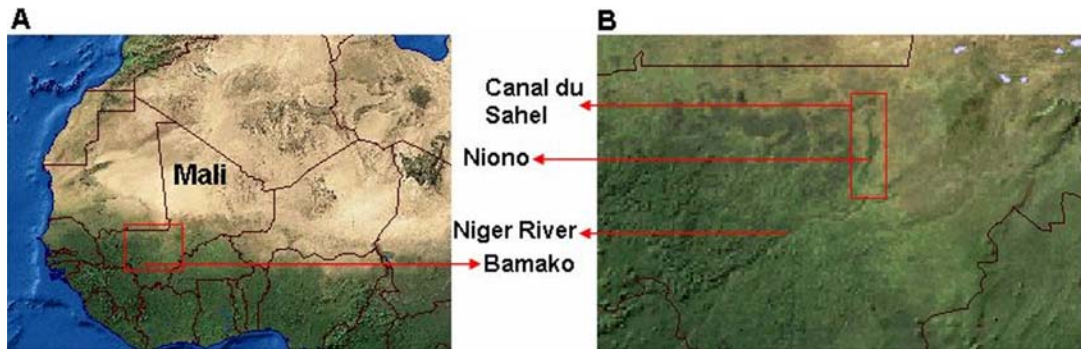 A
B
Mali
Canal du
Sahel
Niono
Niger River
Bamako